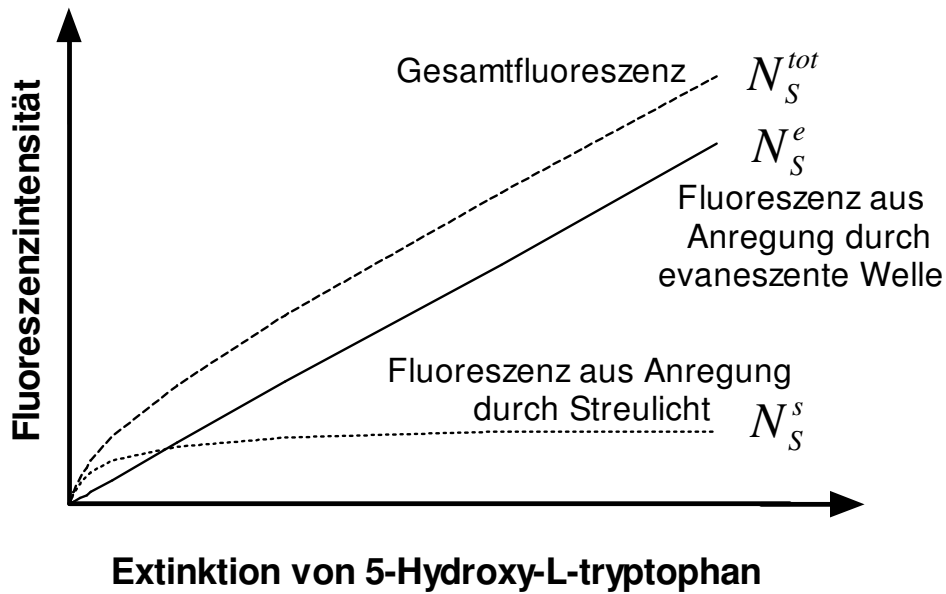 Fluoreszenzintensität
Gesamtfluoreszenz N_S^{tot}
N_S^e
Fluoreszenz aus
Anregung durch
evaneszente Welle
Fluoreszenz aus Anregung
durch Streulicht N_S^s
Extinktion von 5-Hydroxy-L-tryptophan